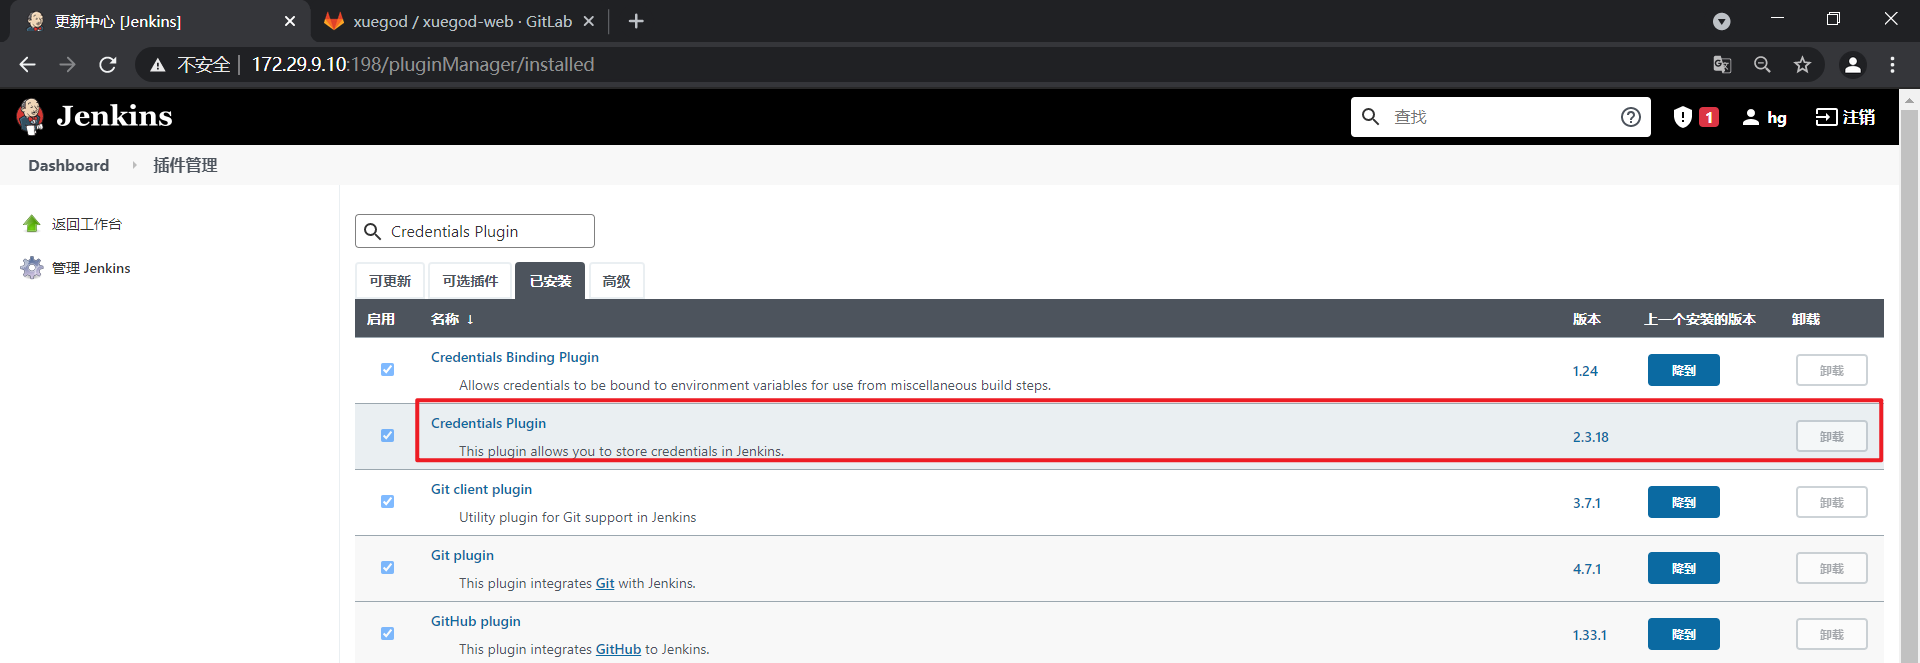 更新中心 [Jenkins]
xuegod / xuegod-web · GitLab
不安全 172.29.9.10:198/pluginManager/installed
Jenkins
查找
1
hg
注销
Dashboard
插件管理
返回工作台
管理 Jenkins
Credentials Plugin
可更新 可选插件 已安装 高级
启用 名称 ↓ 版本 上一个安装的版本 卸载
Credentials Binding Plugin
Allows credentials to be bound to environment variables for use from miscellaneous build steps.
1.24 降到 卸载
Credentials Plugin
This plugin allows you to store credentials in Jenkins.
2.3.18 卸载
Git client plugin
Utility plugin for Git support in Jenkins
3.7.1 降到 卸载
Git plugin
This plugin integrates Git with Jenkins.
4.7.1 降到 卸载
GitHub plugin
This plugin integrates GitHub to Jenkins.
1.33.1 降到 卸载